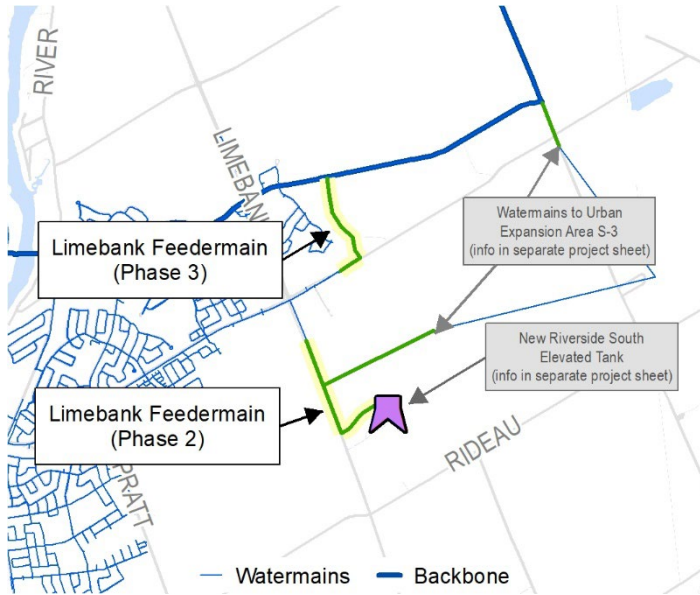 RIVER
LIMEBANK
Limebank Feedermain
(Phase 3)
Watermains to Urban
Expansion Area S-3
(info in separate project sheet)
New Riverside South
Elevated Tank
(info in separate project sheet)
Limebank Feedermain
(Phase 2)
RIDEAU
PRATT
Watermains
Backbone